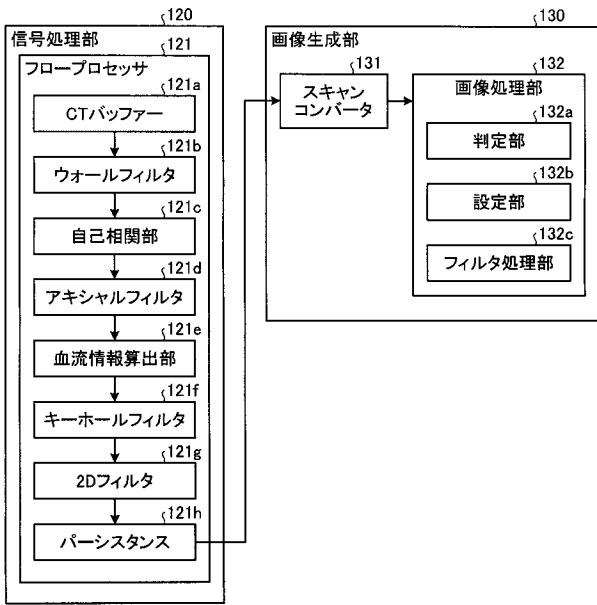 120
信号処理部
121
フロープロセッサ
121a
CTバッファー
121b
ウォールフィルタ
121c
自己相関部
121d
アキシャルフィルタ
121e
血流情報算出部
121f
キーホールフィルタ
121g
2Dフィルタ
121h
パーシスタンス
130
画像生成部
131
スキャン
コンバータ
132
画像処理部
132a
判定部
132b
設定部
132c
フィルタ処理部